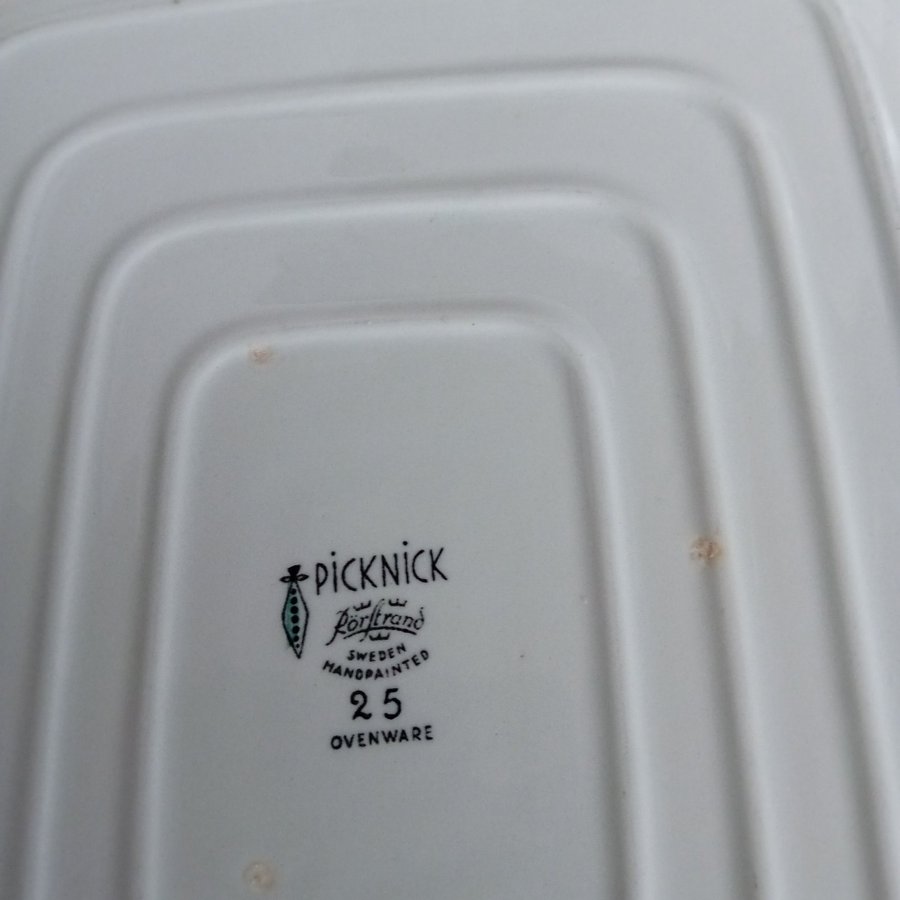 PiCKNiCK
Rörstrand
SWEDEN
HANDPAINTED
25
OVENWARE